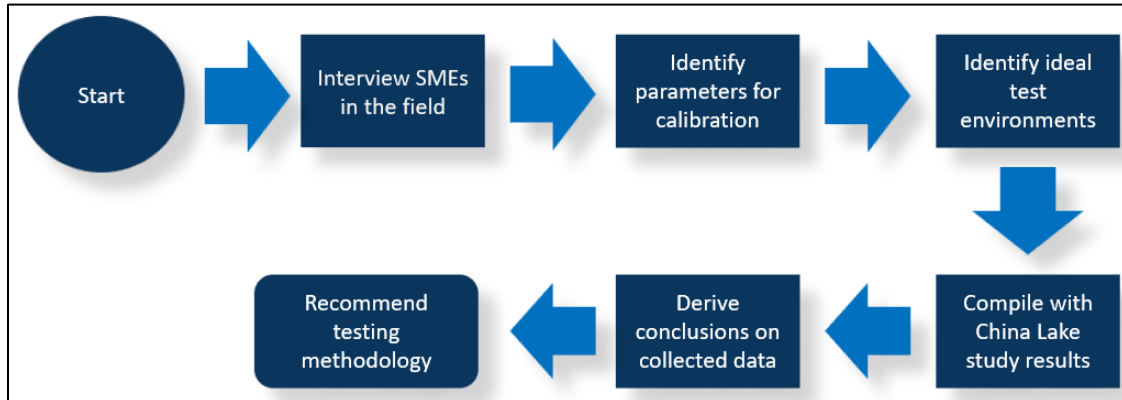 Start
Interview SMEs
in the field
Identify
parameters for
calibration
Identify ideal
test
environments
Compile with
China Lake
study results
Derive
conclusions on
collected data
Recommend
testing
methodology